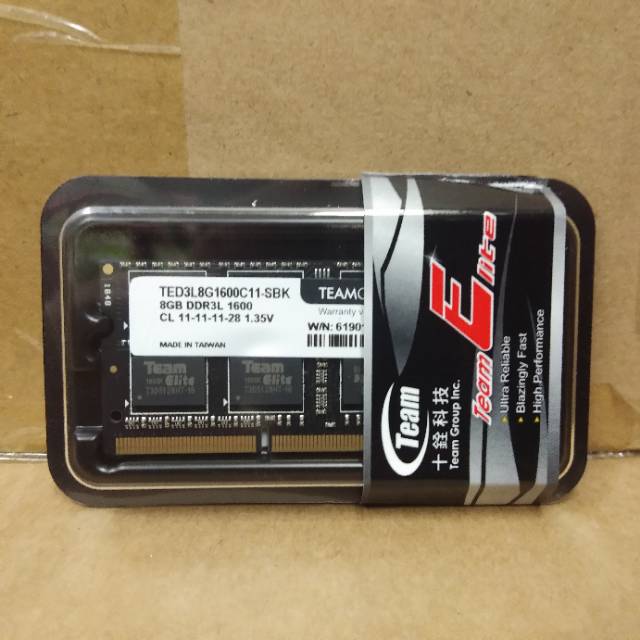 TED3L8G1600C11-SBK
8GB DDR3L 1600
CL 11-11-11-28 1.35V
TEAMG
Warranty v
W/N: 6190
MADE IN TAIWAN
1840
Team
Elite
Team
Elite
Team
十銓科技
Team Group Inc.
Team Elite
Ultra Reliable
Blazingly Fast
High Performance